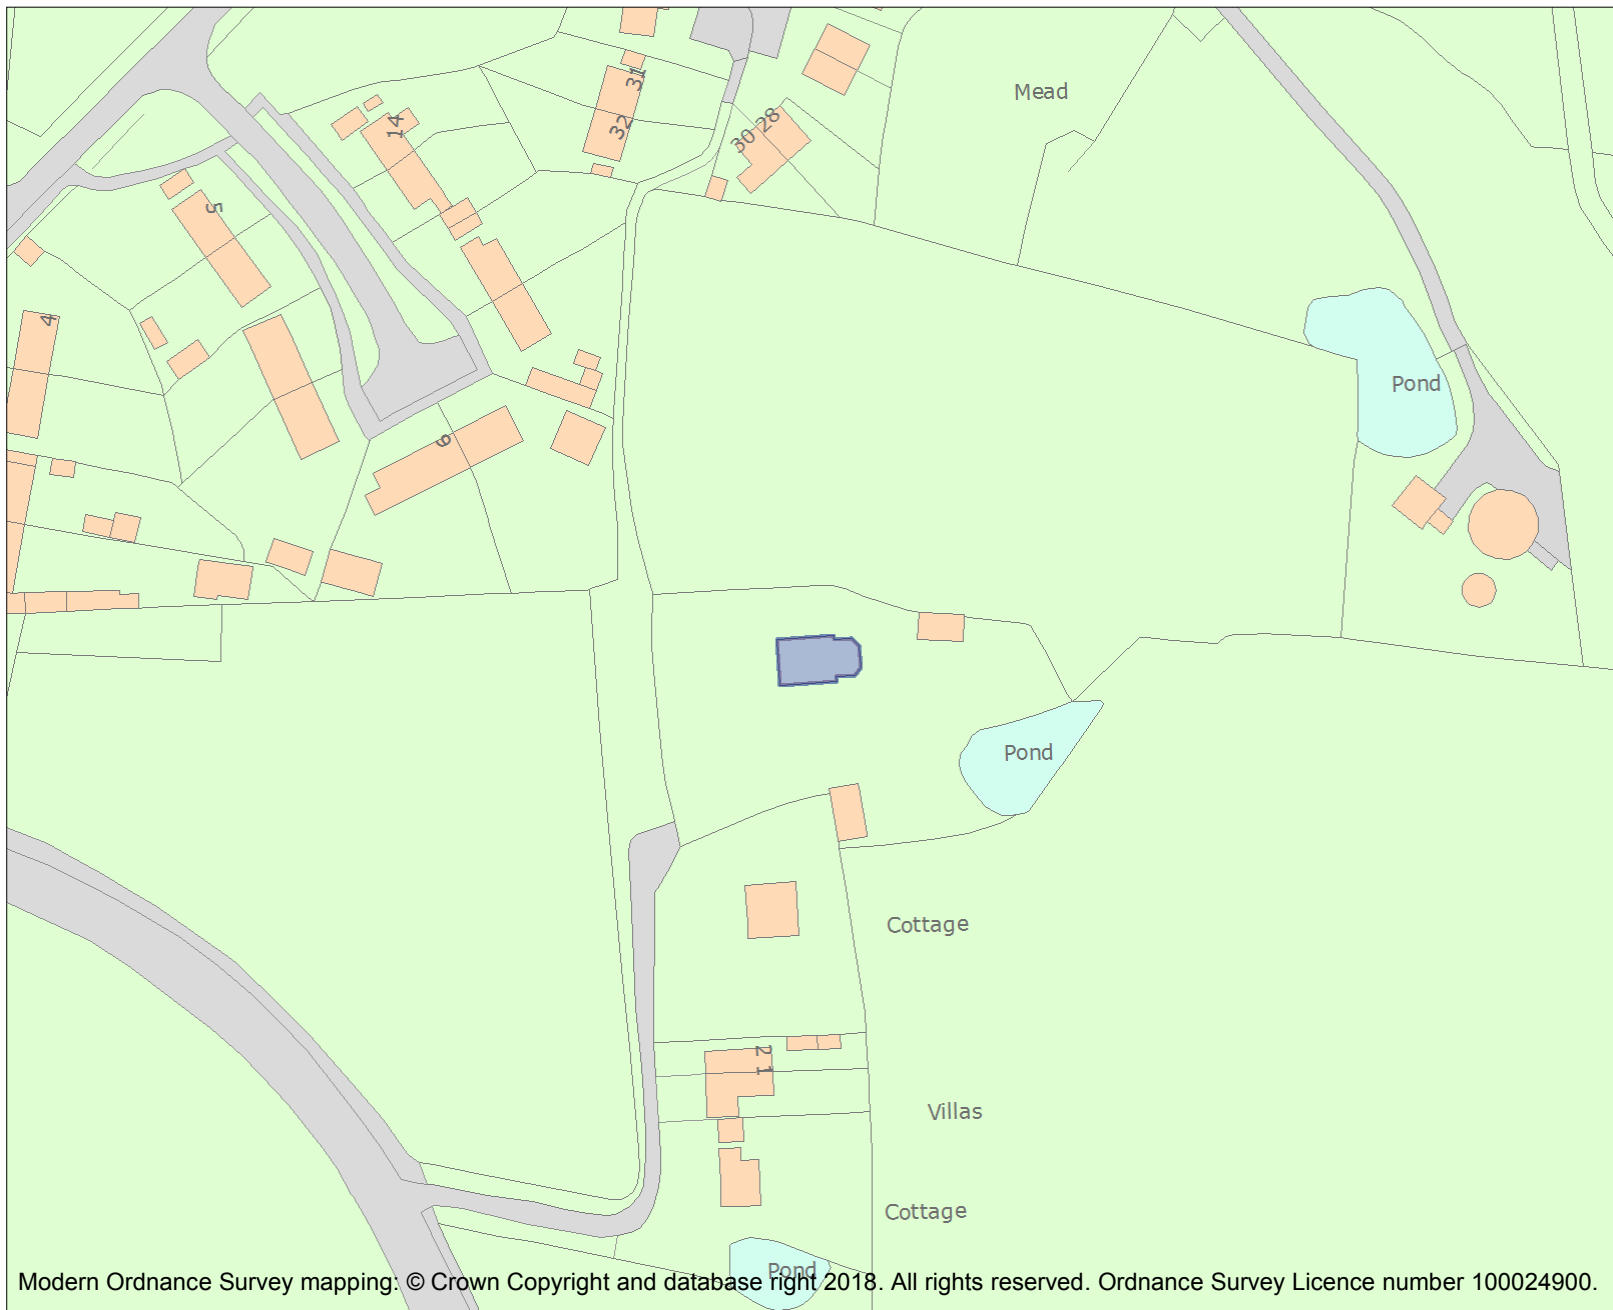 31
Mead
14
32
30
28
5
4
Pond
9
Pond
Cottage
2
1
Villas
Cottage
Pond
Modern Ordnance Survey mapping: © Crown Copyright and database right 2018. All rights reserved. Ordnance Survey Licence number 100024900.